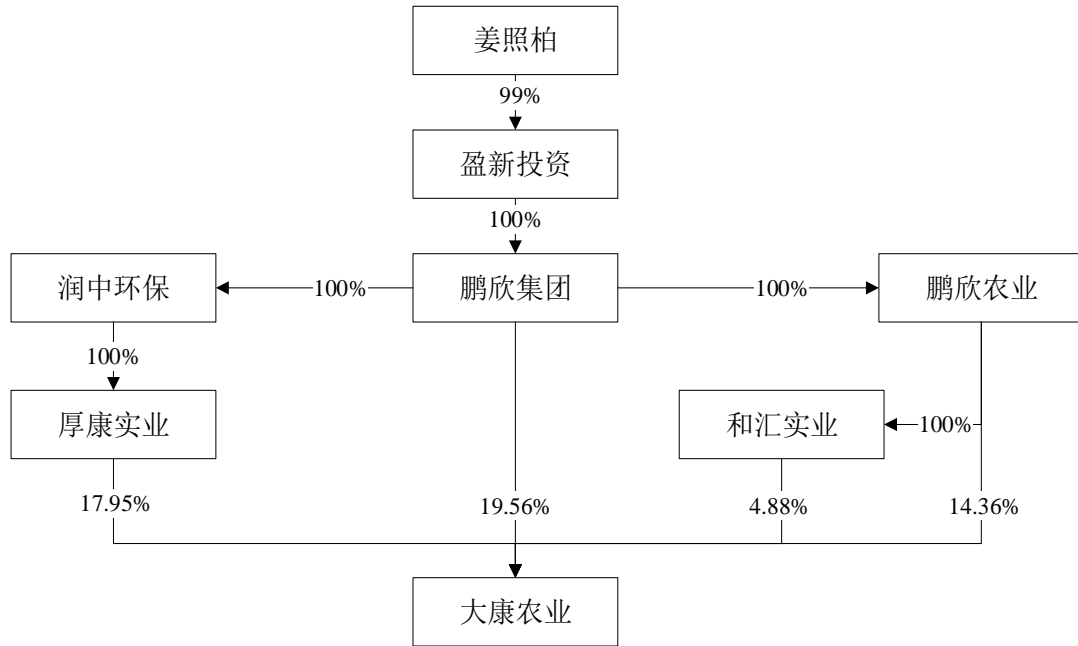 姜照柏
99%
盈新投资
100%
润中环保
100%
鹏欣集团
100%
鹏欣农业
100%
厚康实业
和汇实业
100%
17.95%
19.56%
4.88%
14.36%
大康农业